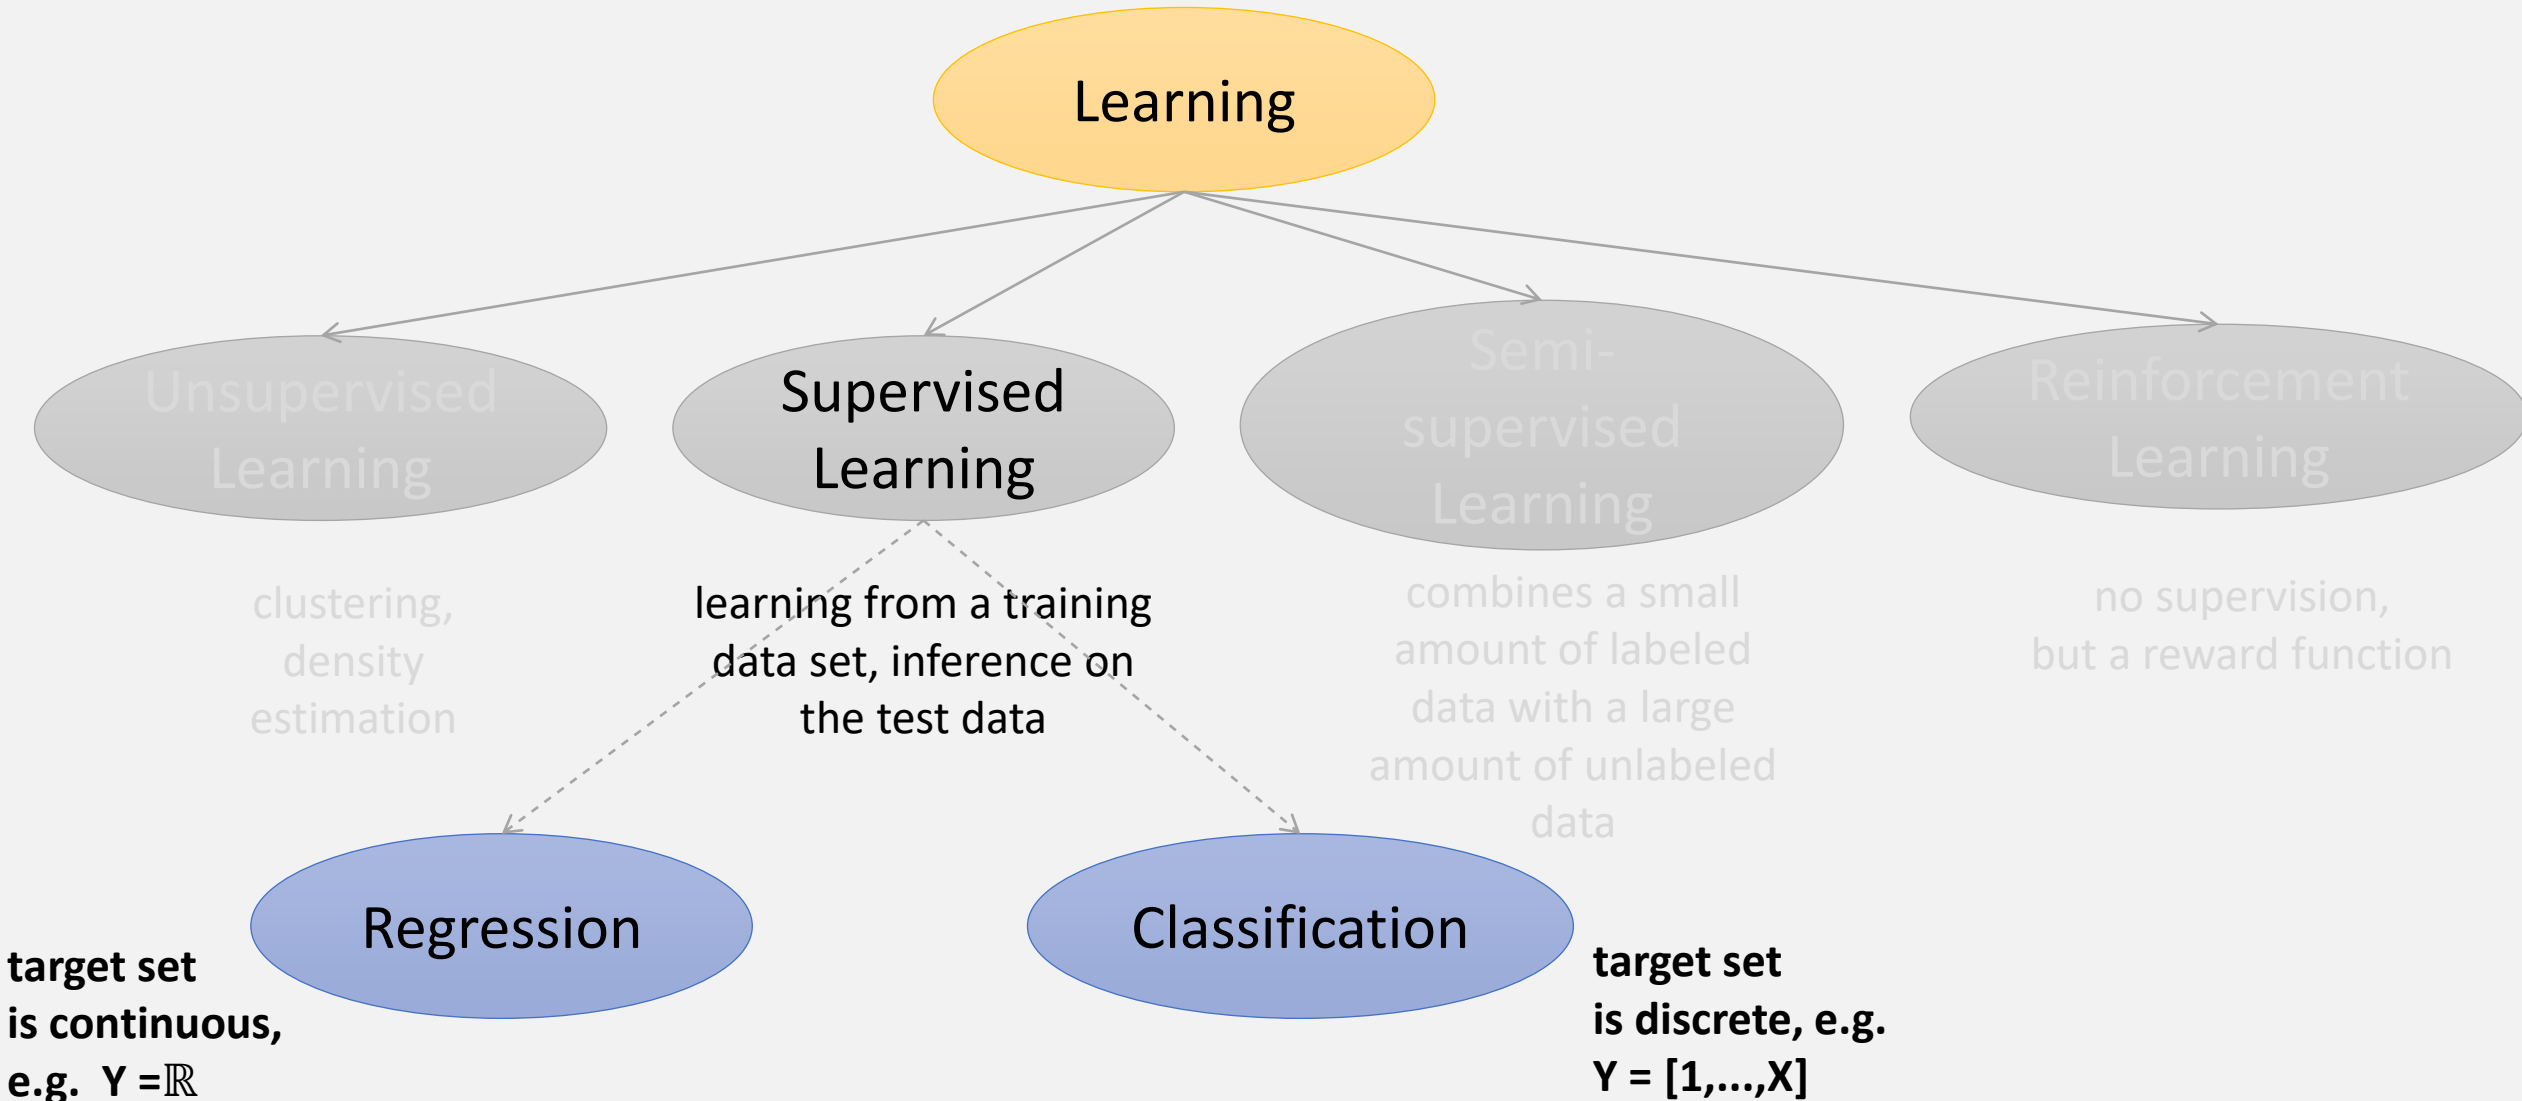 Learning
Unsupervised
Learning
Supervised
Learning
Semi-
supervised
Learning
Reinforcement
Learning
clustering,
density
estimation
learning from a training
data set, inference on
the test data
combines a small
amount of labeled
data with a large
amount of unlabeled
data
no supervision,
but a reward function
Regression
Classification
target set
is continuous,
e.g.  Y =ℝ
target set
is discrete, e.g.
Y = [1,...,X]